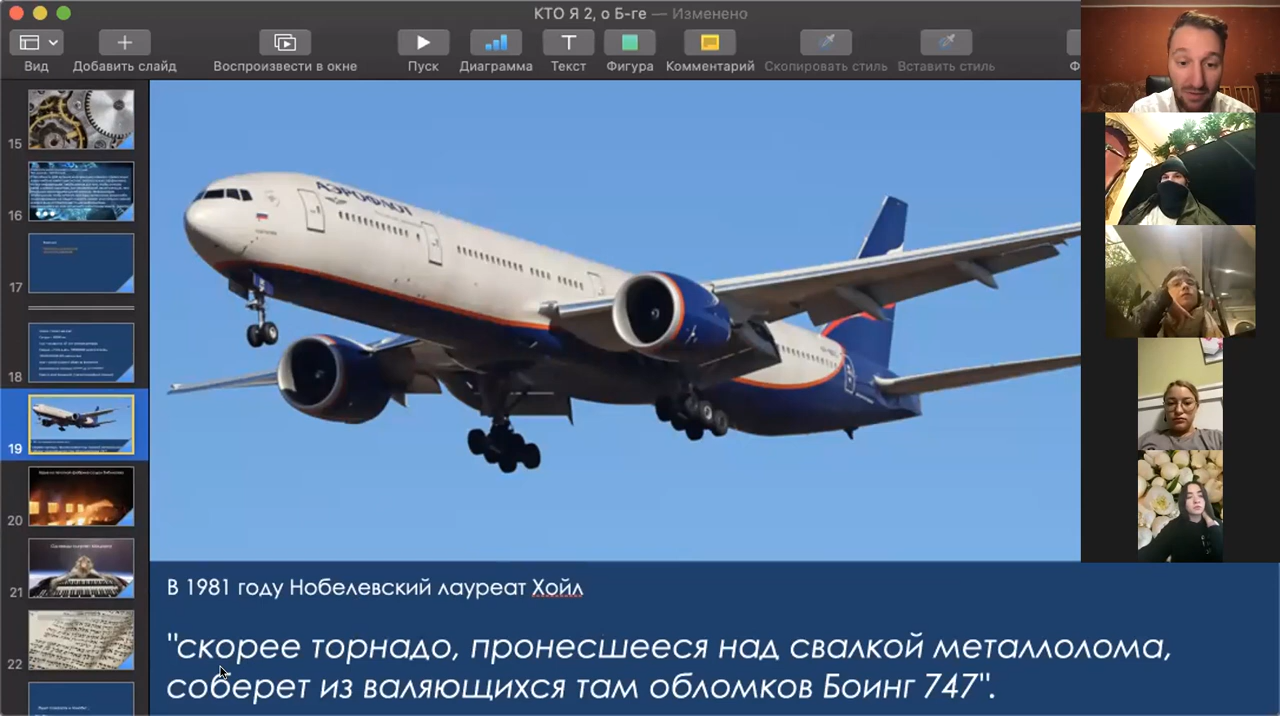 КТО Я 2, о Б-ге — Изменено
Вид
Добавить слайд
Воспроизвести в окне
Пуск
Диаграмма
Текст
Фигура
Комментарий
Скопировать стиль
Вставить стиль
Ф
15
16
17
18
19
20
21
22
АЭРОФЛОТ
В 1981 году Нобелевский лауреат Хойл
"скорее торнадо, пронесшееся над свалкой металлолома,
соберет из валяющихся там обломков Боинг 747".